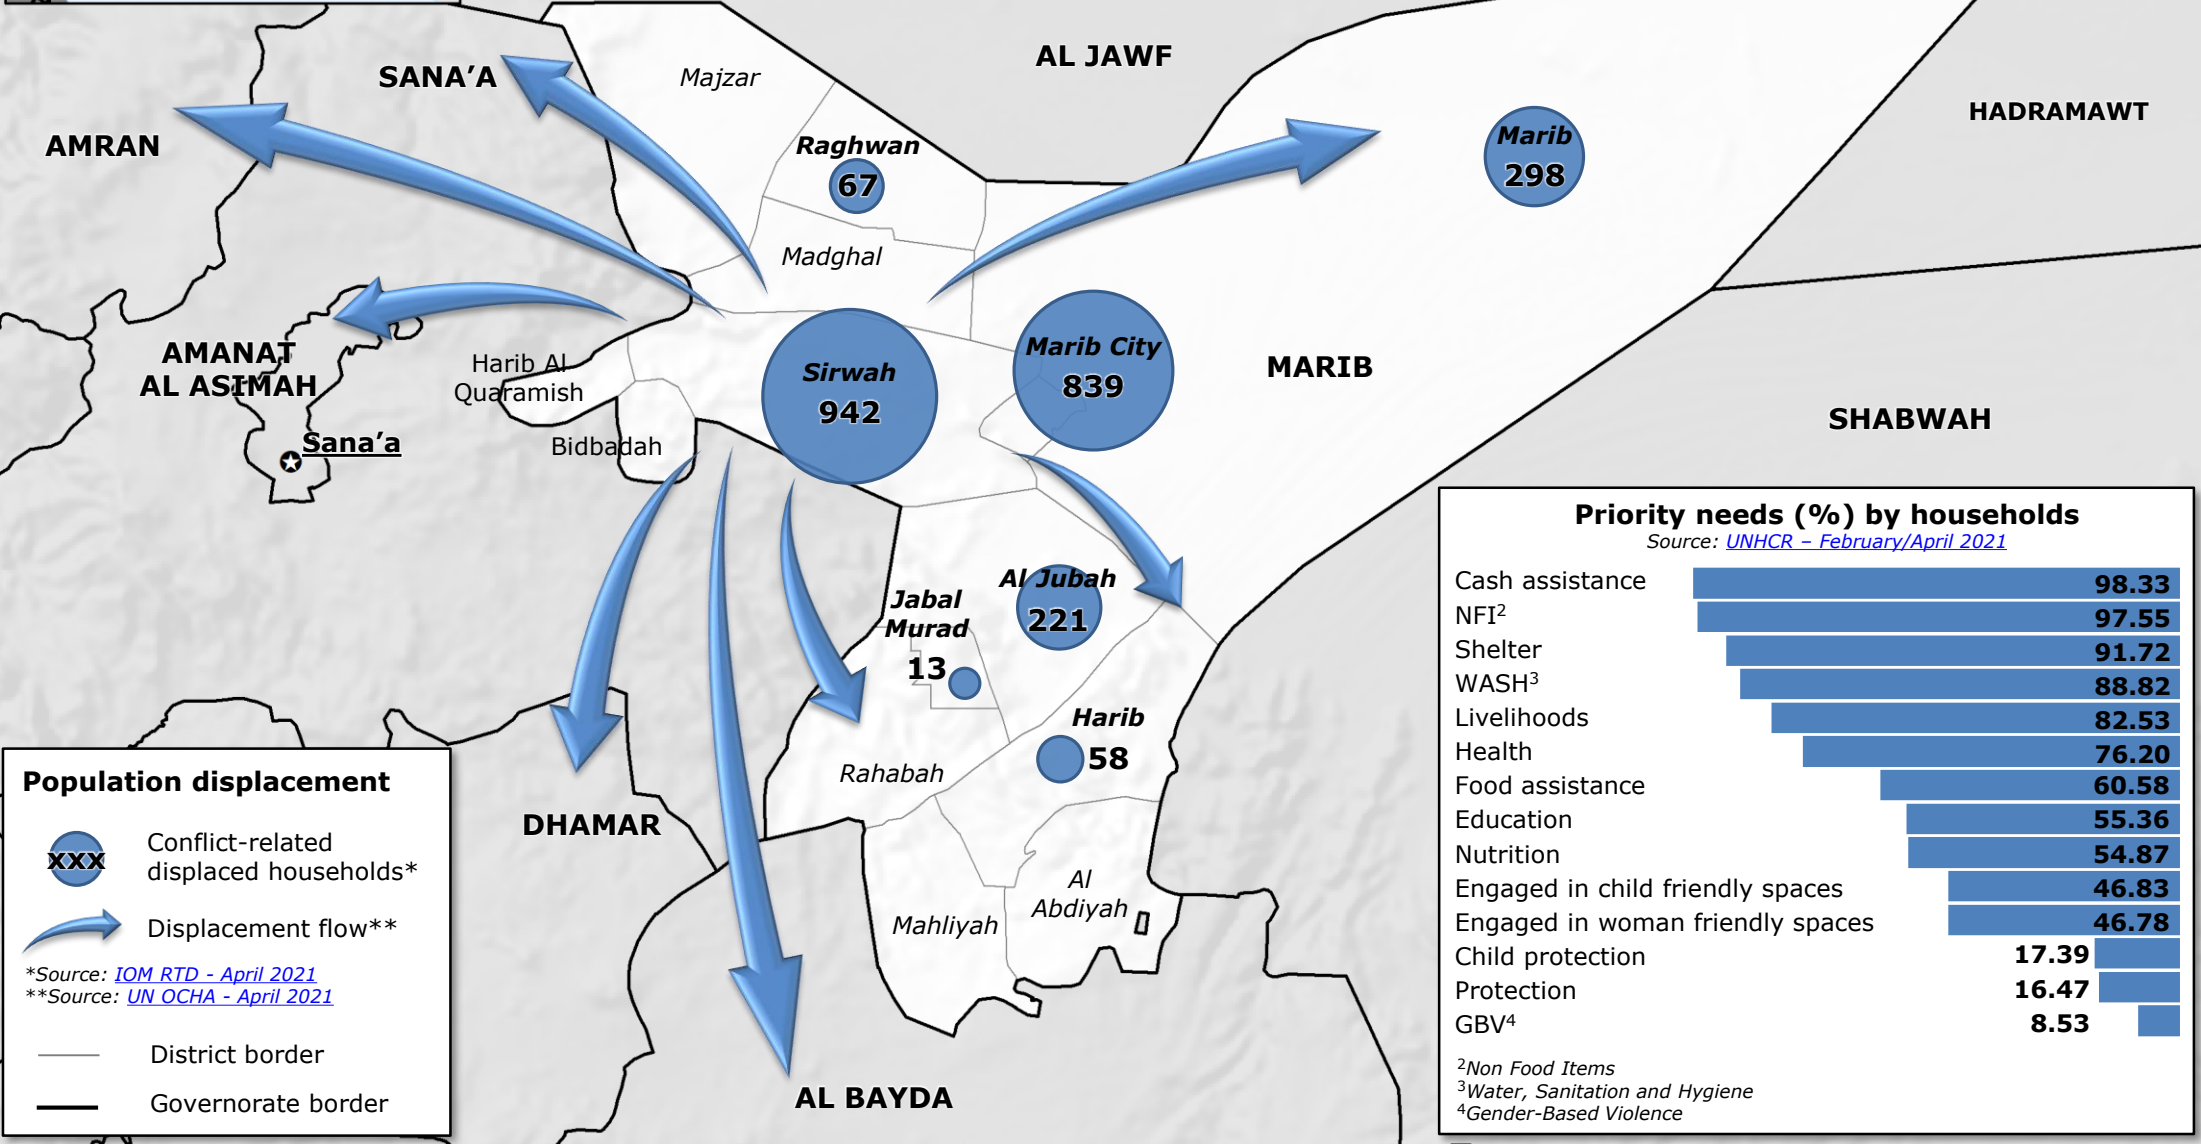 SANA’A
AL JAWF
HADRAMAWT
AMRAN
Majzar
Raghwan
67
Marib
298
Madghal
AMANAT
AL ASIMAH
Harib Al
Quaramish
Sirwah
942
Marib City
839
MARIB
SHABWAH
Sana’a
Bidbadah
Al Jubah
221
Jabal
Murad
13
Harib
58
Rahabah
DHAMAR
Al
Abdiyah
Mahliyah
AL BAYDA
Population displacement
xxx
Conflict-related
displaced households*
Displacement flow**
*Source: IOM RTD - April 2021
**Source: UN OCHA - April 2021
District border
Governorate border
Priority needs (%) by households
Source: UNHCR – February/April 2021
Cash assistance 98.33
NFI² 97.55
Shelter 91.72
WASH³ 88.82
Livelihoods 82.53
Health 76.20
Food assistance 60.58
Education 55.36
Nutrition 54.87
Engaged in child friendly spaces 46.83
Engaged in woman friendly spaces 46.78
Child protection 17.39
Protection 16.47
GBV⁴ 8.53
²Non Food Items
³Water, Sanitation and Hygiene
⁴Gender-Based Violence